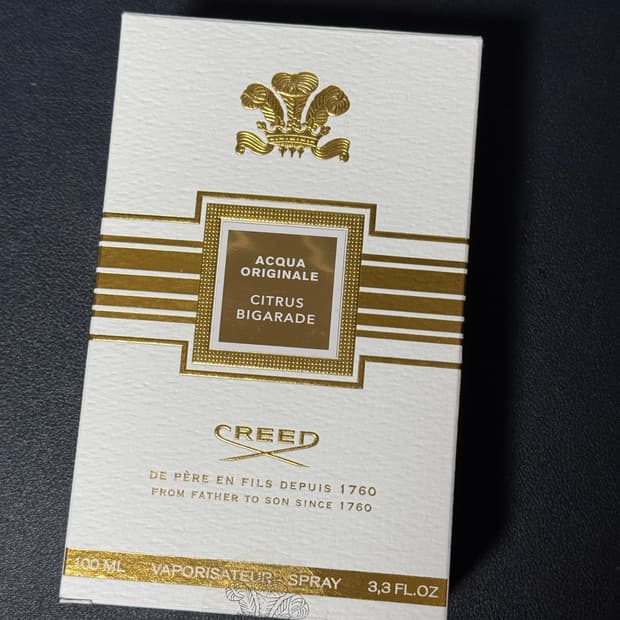 ACQUA
ORIGINALE
CITRUS
BIGARADE
CREED
DE PÈRE EN FILS DEPUIS 1760
FROM FATHER TO SON SINCE 1760
100 ML VAPORISATEUR - SPRAY 3,3 FL.OZ